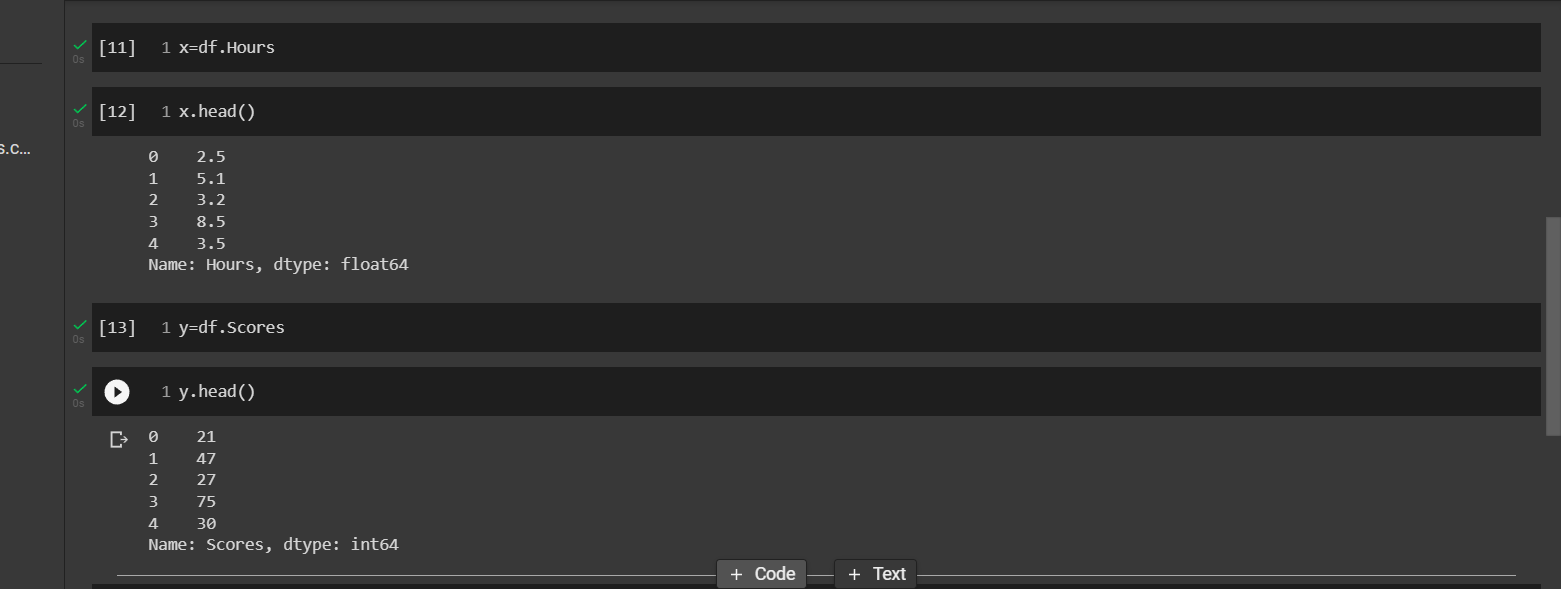 [11] 1 x=df.Hours
0s
[12] 1 x.head()
0s
s.c...
0 2.5
1 5.1
2 3.2
3 8.5
4 3.5
Name: Hours, dtype: float64
[13] 1 y=df.Scores
0s
1 y.head()
0s
0 21
1 47
2 27
3 75
4 30
Name: Scores, dtype: int64
+ Code + Text